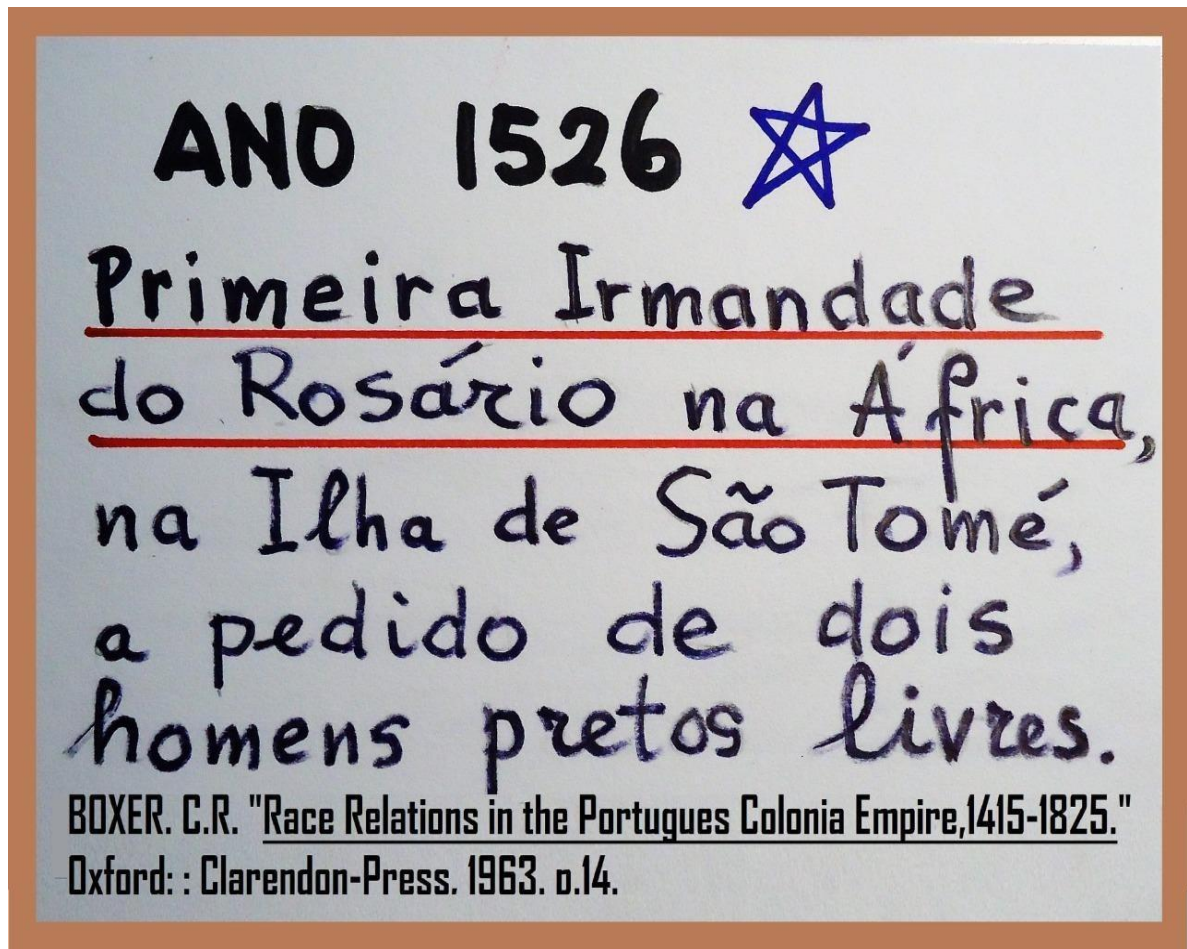 ANO 1526
Primeira Irmandade
do Rosário na África,
na Ilha de São Tomé,
a pedido de dois
homens pretos livres.
BOXER. C.R. "Race Relations in the Portugues Colonia Empire,1415-1825."
Oxford: : Clarendon-Press. 1963. p.14.